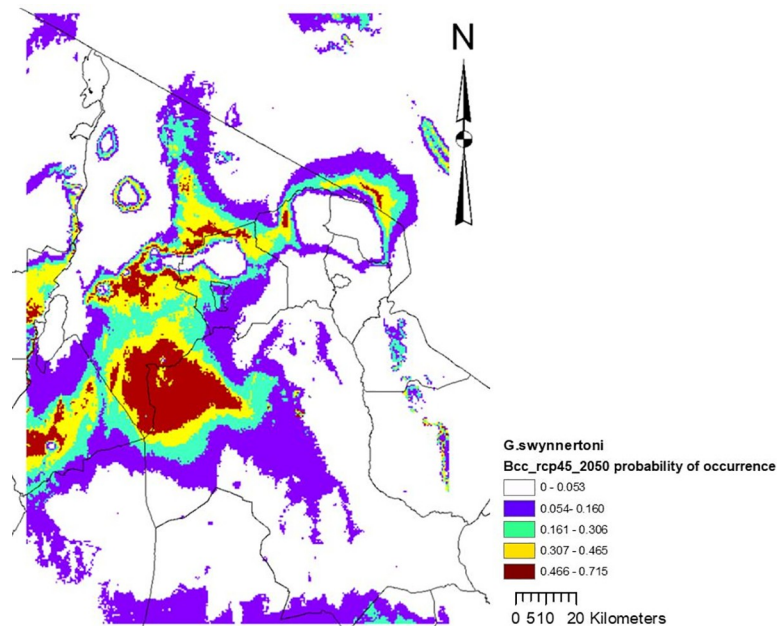 N
G.swynnertoni
Bcc_rcp45_2050 probability of occurrence
0 - 0.053
0.054- 0.160
0.161 - 0.306
0.307 - 0.465
0.466 - 0.715
0 510 20 Kilometers